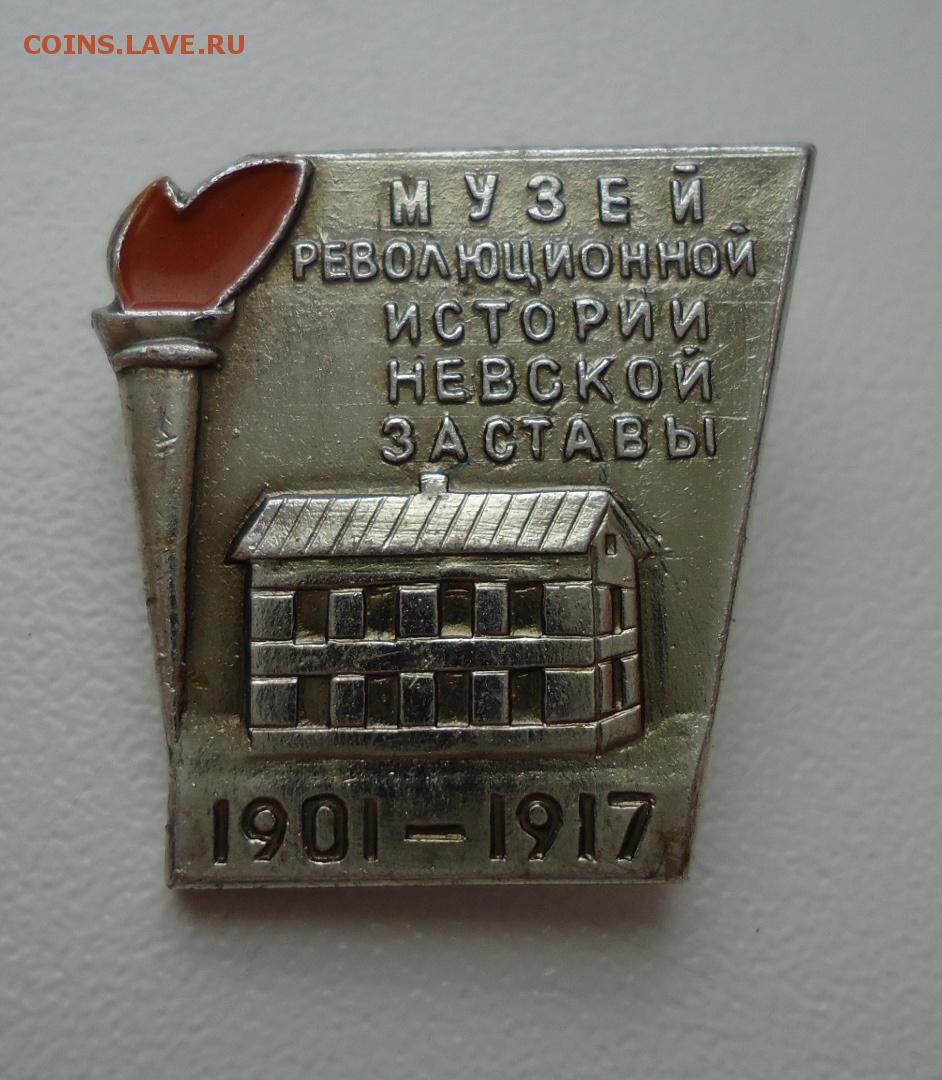 COINS.LAVE.RU
МУЗЕЙ
РЕВОЛЮЦИОННОЙ
ИСТОРИИ
НЕВСКОЙ
ЗАСТАВЫ
1901-1917